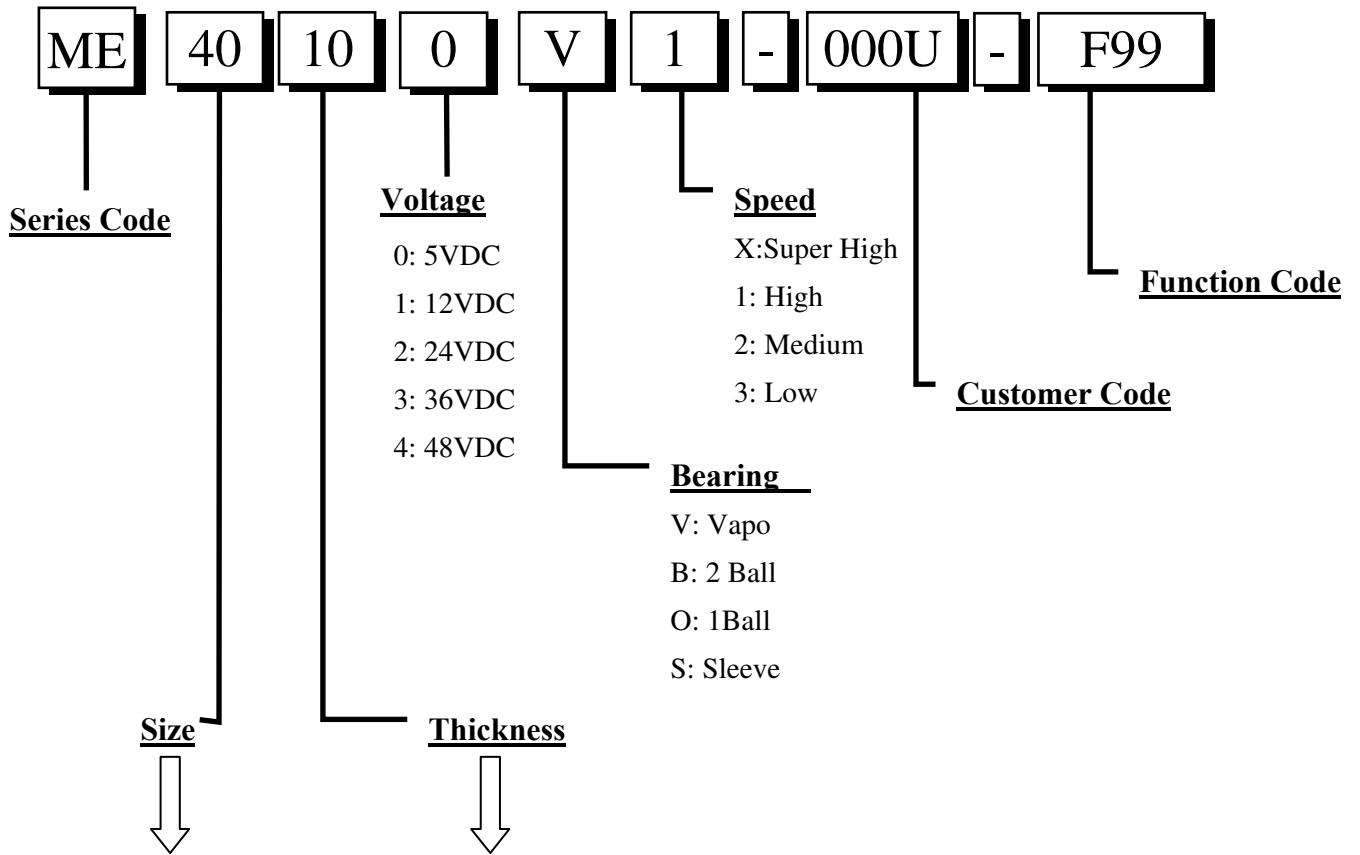 ME 40 10 0 V 1 - 000U - F99
Series Code
Voltage
0: 5VDC
1: 12VDC
2: 24VDC
3: 36VDC
4: 48VDC
Speed
X:Super High
1: High
2: Medium
3: Low
Function Code
Customer Code
Bearing
V: Vapo
B: 2 Ball
O: 1Ball
S: Sleeve
Size
Thickness